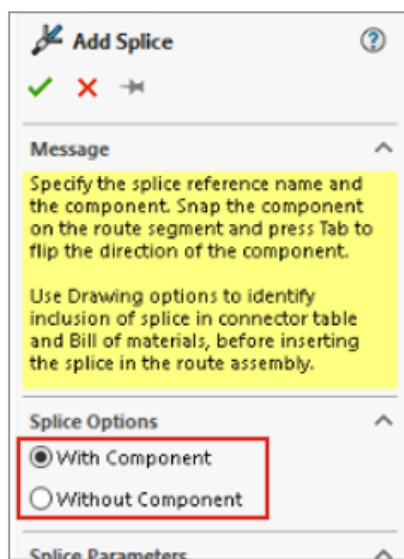 Add Splice
Message
Specify the splice reference name and
the component. Snap the component
on the route segment and press Tab to
flip the direction of the component.
Use Drawing options to identify
inclusion of splice in connector table
and Bill of materials, before inserting
the splice in the route assembly.
Splice Options
With Component
Without Component
Splice Parameters